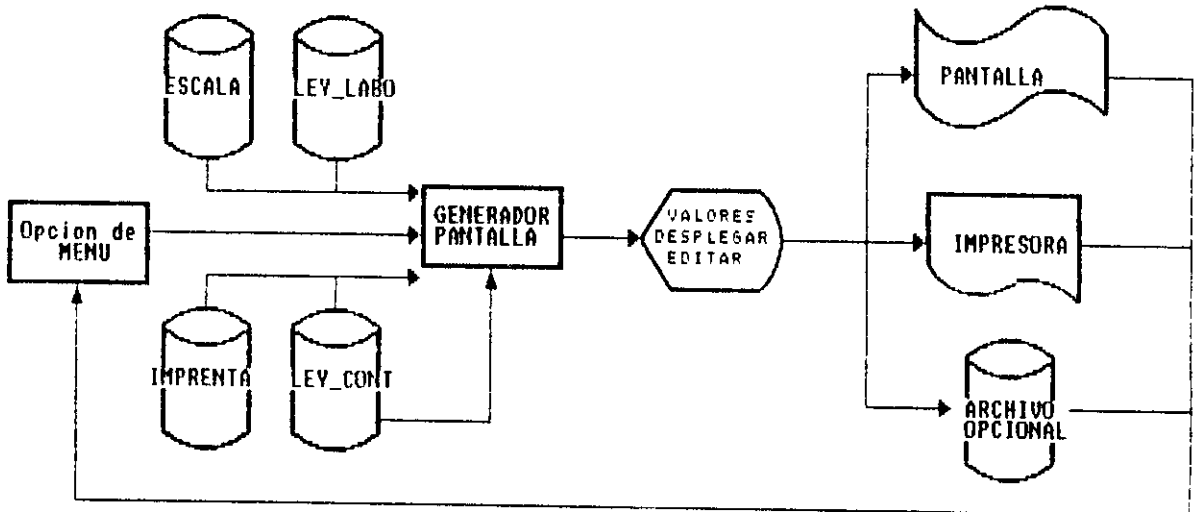 ESCALA
LEY_LABO
PANTALLA
Opcion de
MENU
GENERADOR
PANTALLA
VALORES
DESPLEGAR
EDITAR
IMPRESORA
IMPRENTA
LEY_CONT
ARCHIVO
OPCIONAL